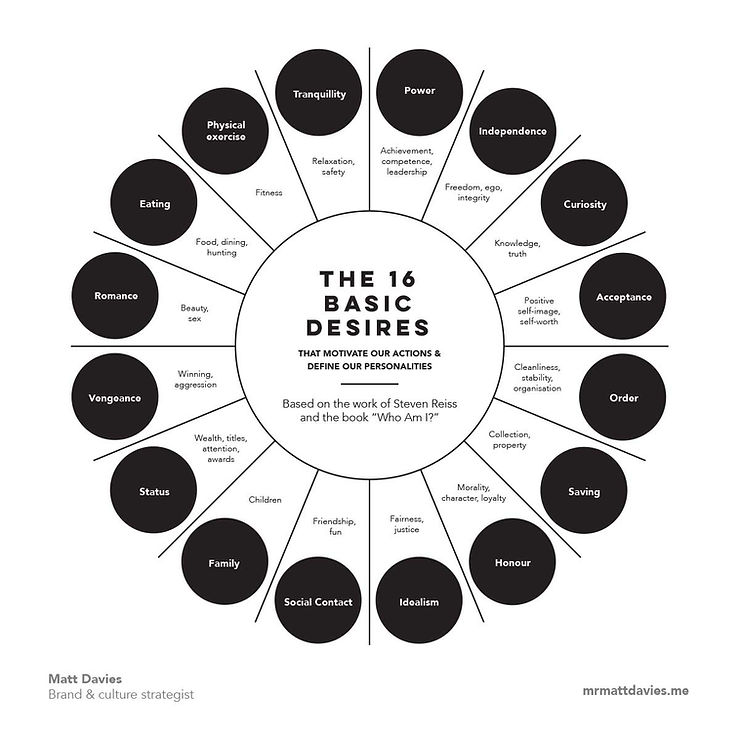 THE 16
BASIC
DESIRES
THAT MOTIVATE OUR ACTIONS &
DEFINE OUR PERSONALITIES
Based on the work of Steven Reiss
and the book “Who Am I?”
Power
Achievement,
competence,
leadership
Independence
Freedom, ego,
integrity
Curiosity
Knowledge,
truth
Acceptance
Positive
self-image,
self-worth
Order
Cleanliness,
stability,
organisation
Saving
Collection,
property
Honour
Morality,
character, loyalty
Idealism
Fairness,
justice
Social Contact
Friendship,
fun
Family
Children
Status
Wealth, titles,
attention,
awards
Vengeance
Winning,
aggression
Romance
Beauty,
sex
Eating
Food, dining,
hunting
Physical
exercise
Fitness
Tranquillity
Relaxation,
safety
Matt Davies
Brand & culture strategist
mrmattdavies.me